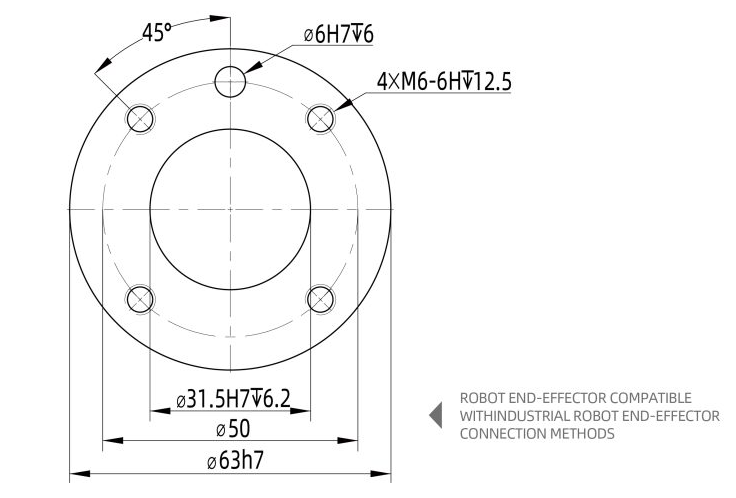 45°
⌀6H7↧6
4×M6-6H↧12.5
⌀31.5H7↧6.2
⌀50
⌀63h7
ROBOT END-EFFECTOR COMPATIBLE
WITHINDUSTRIAL ROBOT END-EFFECTOR
CONNECTION METHODS